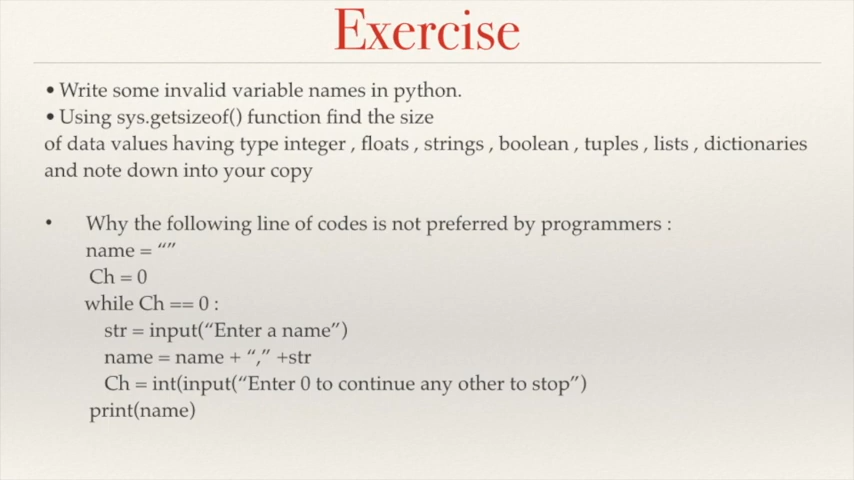 Exercise
• Write some invalid variable names in python.
• Using sys.getsizeof() function find the size
of data values having type integer , floats , strings , boolean , tuples , lists , dictionaries
and note down into your copy
• Why the following line of codes is not preferred by programmers :
name = “”
Ch = 0
while Ch == 0 :
str = input(“Enter a name”)
name = name + “,” +str
Ch = int(input(“Enter 0 to continue any other to stop”)
print(name)